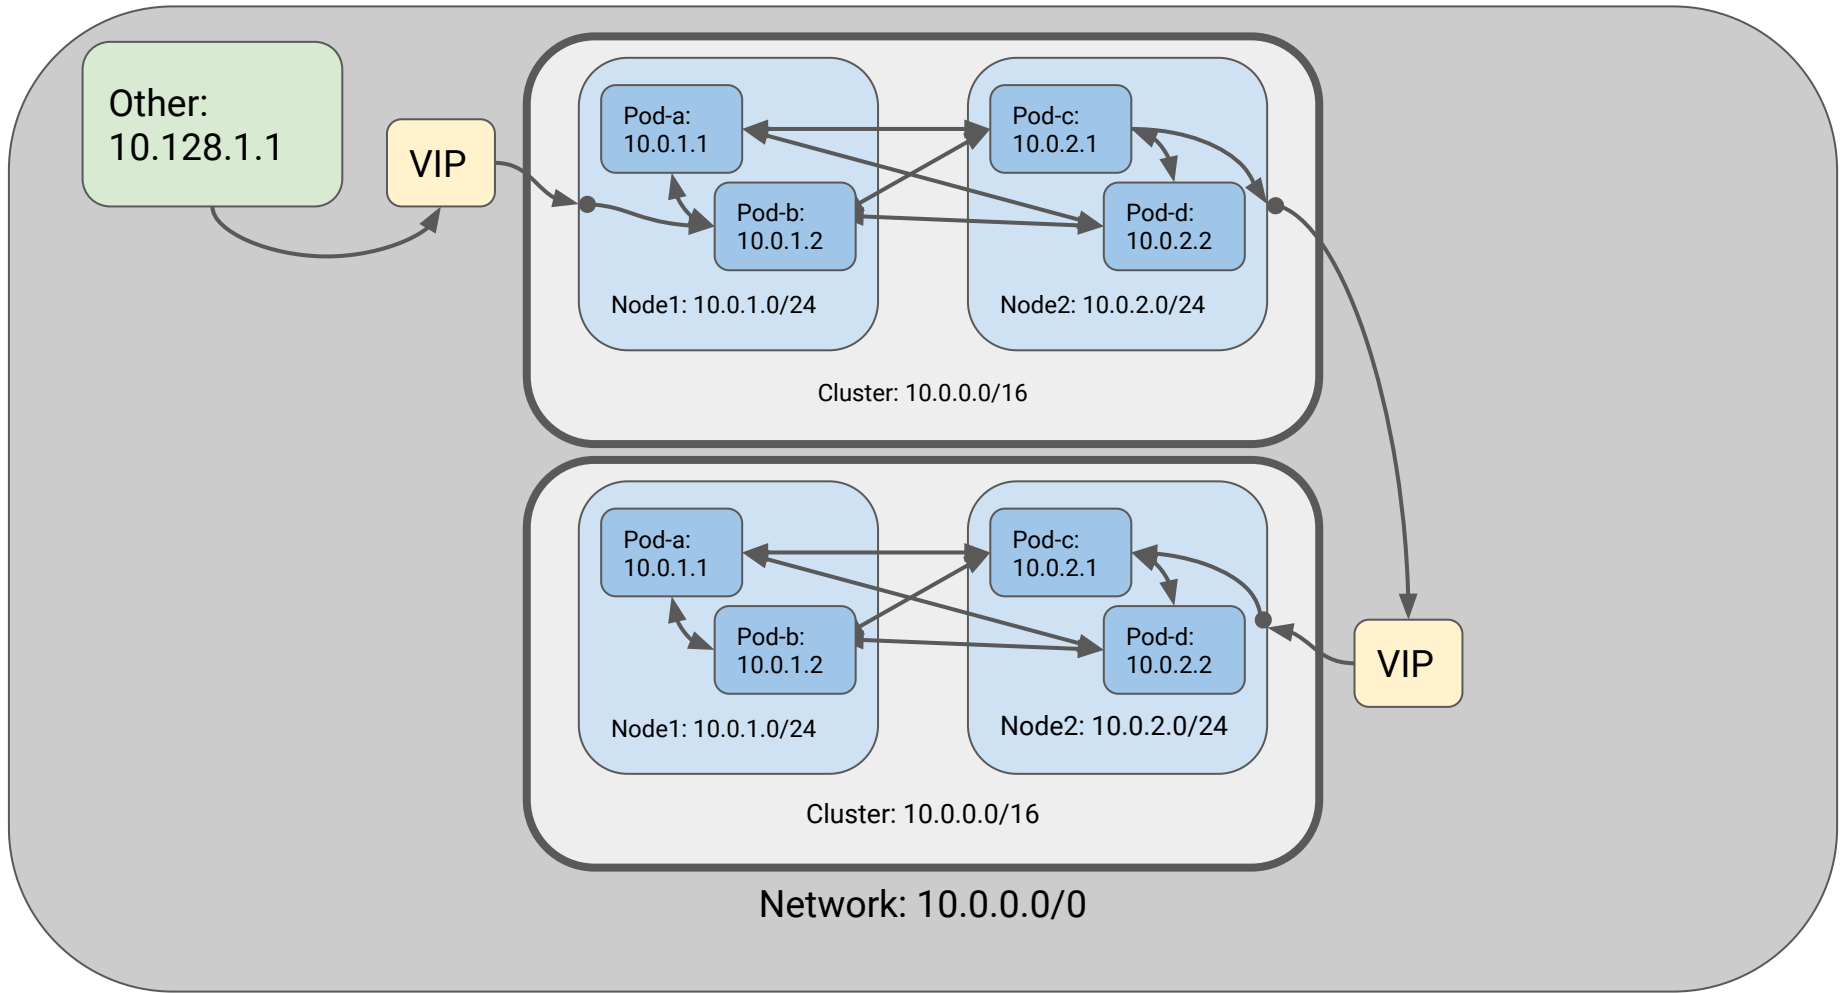 Other:
10.128.1.1
VIP
Pod-a:
10.0.1.1
Pod-b:
10.0.1.2
Node1: 10.0.1.0/24
Pod-c:
10.0.2.1
Pod-d:
10.0.2.2
Node2: 10.0.2.0/24
Cluster: 10.0.0.0/16
Pod-a:
10.0.1.1
Pod-b:
10.0.1.2
Node1: 10.0.1.0/24
Pod-c:
10.0.2.1
Pod-d:
10.0.2.2
Node2: 10.0.2.0/24
Cluster: 10.0.0.0/16
VIP
Network: 10.0.0.0/0